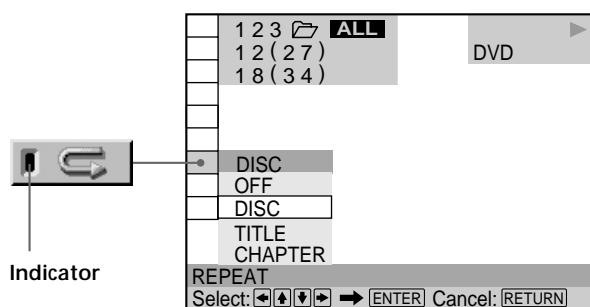 1 2 3 ALL
1 2 ( 2 7 ) DVD
1 8 ( 3 4 )
DISC
OFF
DISC
TITLE
CHAPTER
Indicator
REPEAT
Select: ENTER Cancel: RETURN